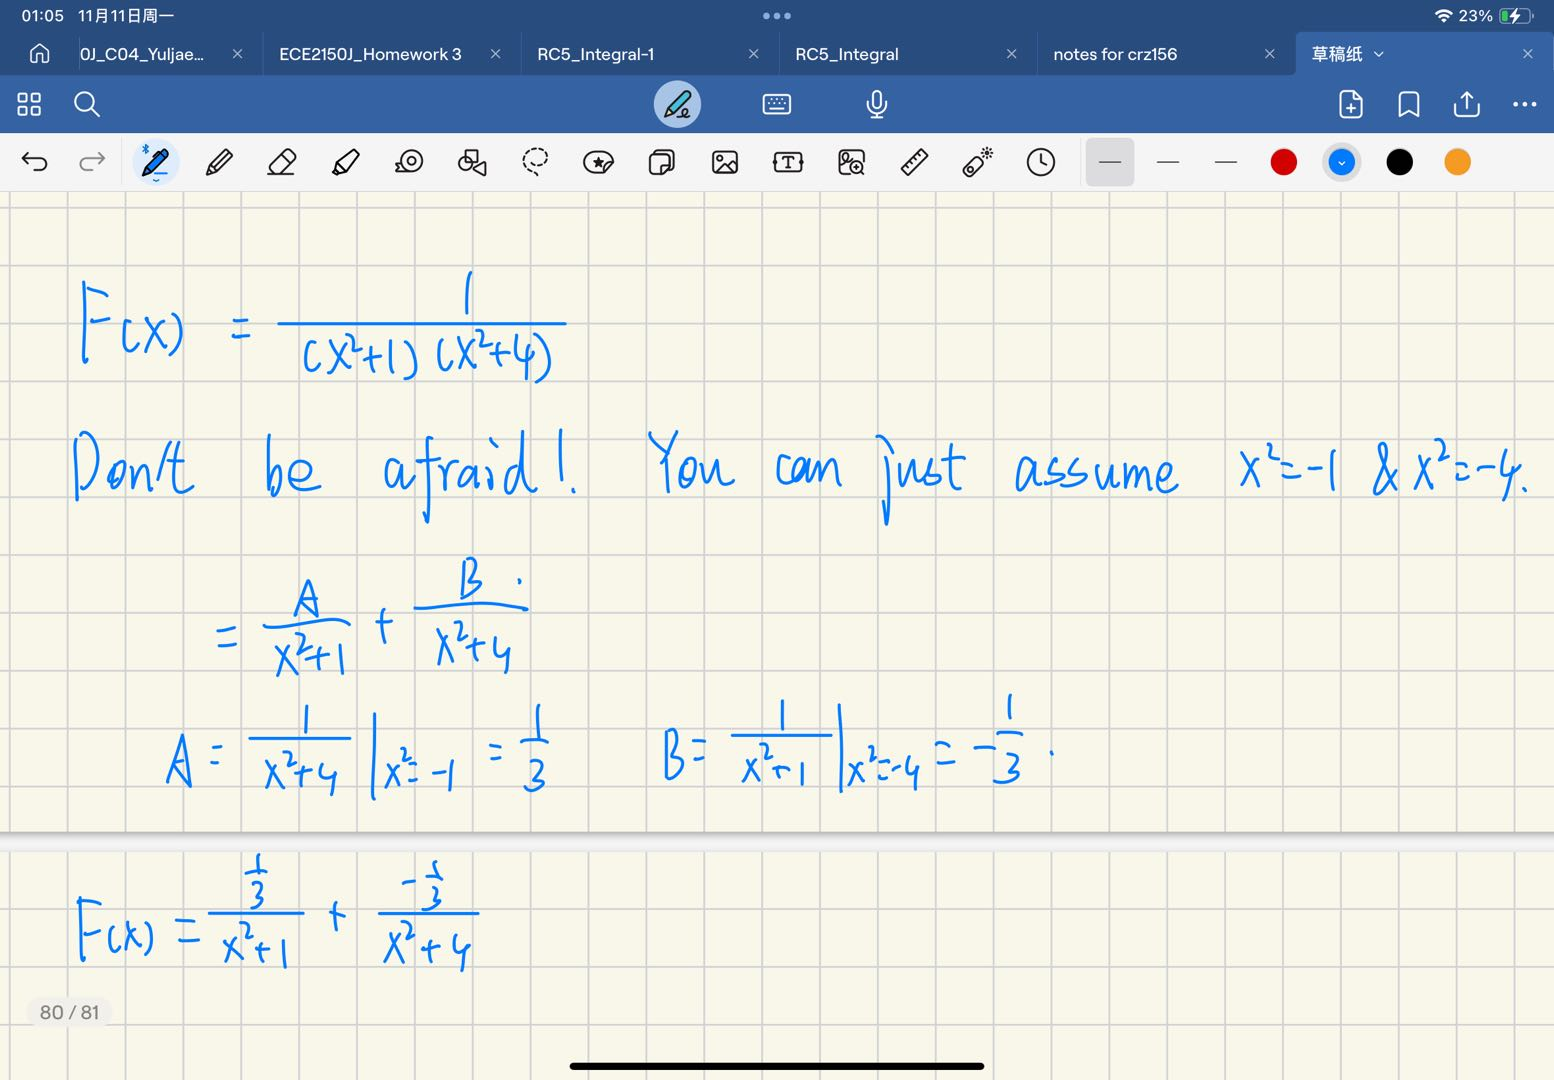 01:05 11月11日周一 23%
0J_C04_Yuljae... ECE2150J_Homework 3 RC5_Integral-1 RC5_Integral notes for crz156 草稿纸
F(x) = 1/((x²+1)(x²+4))
Don't be afraid! You can just assume x²=-1 & x²=-4.
= A/(x²+1) + B/(x²+4)
A = 1/(x²+4) |x²=-1 = 1/3 B = 1/(x²+1) |x²=-4 = -1/3.
F(x) = (1/3)/(x²+1) + (-1/3)/(x²+4)
80 / 81